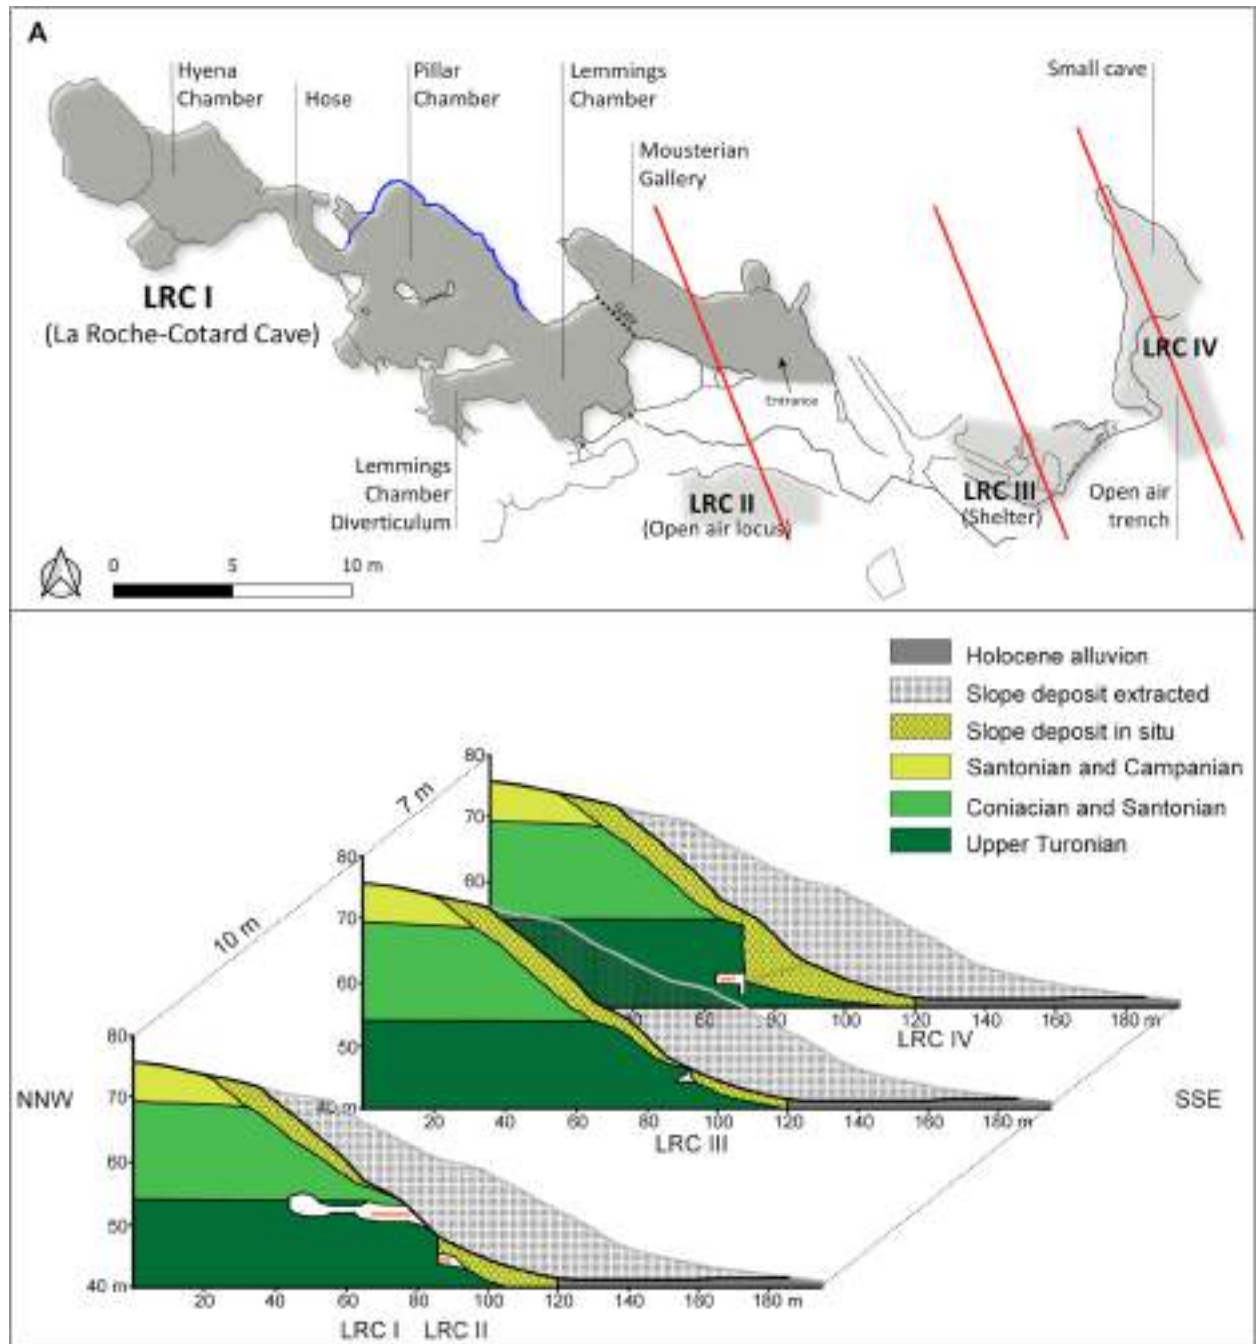 A
Hyena
Chamber
Hose
Pillar
Chamber
Lemmings
Chamber
Mousterian
Gallery
Small cave
LRC I
(La Roche-Cotard Cave)
Entrance
LRC IV
Lemmings
Chamber
Diverticulum
LRC II
(Open air locus)
LRC III
(Shelter)
Open air
trench
0 5 10 m
Holocene alluvion
Slope deposit extracted
Slope deposit in situ
Santonian and Campanian
Coniacian and Santonian
Upper Turonian
80
70
60
7 m
60 80 100 120 140 160 180 m
LRC IV
80
70
60
50
10 m
20 40 60 80 100 120 140 160 180 m
LRC III
NNW
SSE
80
70
60
50
40 m
20 40 60 80 100 120 140 160 180 m
LRC I LRC II